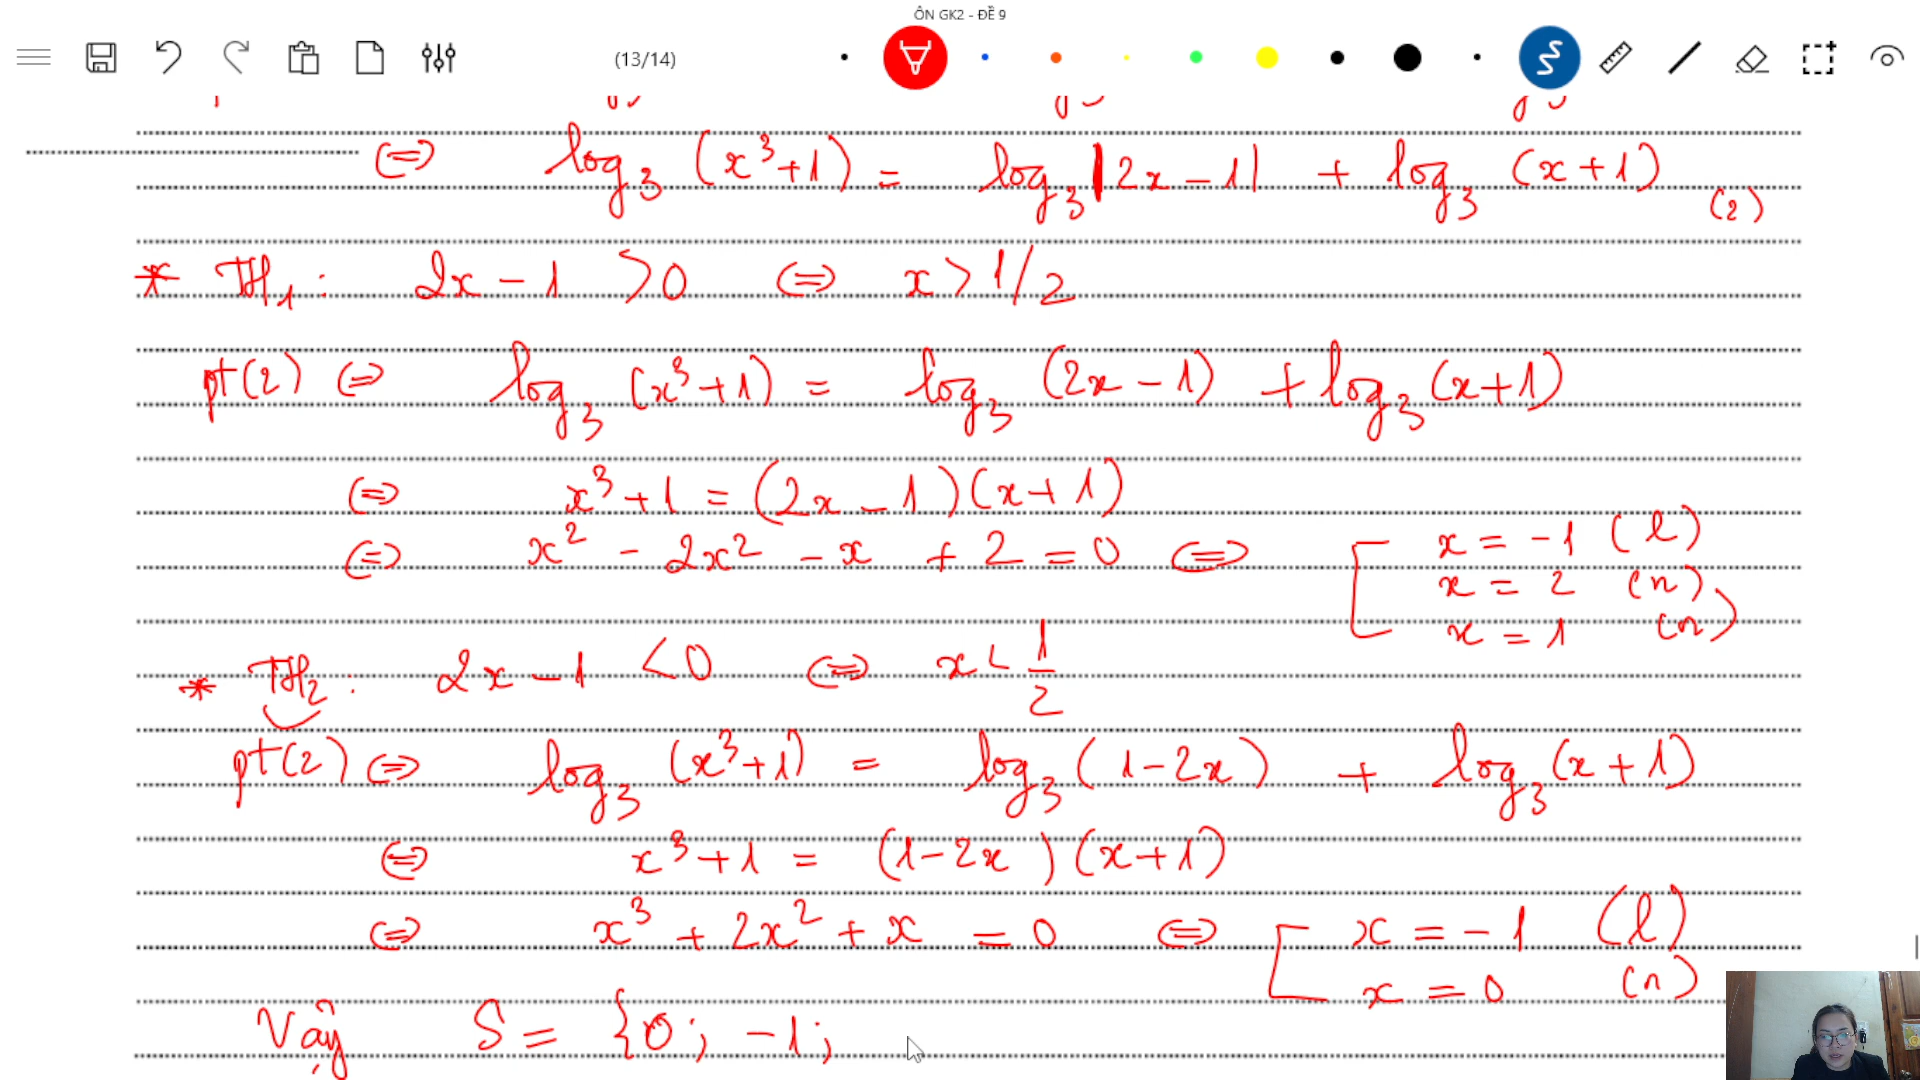 ÔN GK2 - ĐỀ 9
(13/14)
⇔ log₃ (x³+1) = log₃ |2x - 1| + log₃ (x+1) (2)
* TH₁ : 2x - 1 > 0 ⇔ x > 1/2
pt(2) ⇔ log₃ (x³+1) = log₃ (2x - 1) + log₃ (x+1)
⇔ x³ + 1 = (2x - 1)(x + 1)
⇔ x² - 2x² - x + 2 = 0 ⇔ [ x = -1 (l)
x = 2 (n)
x = 1 (n)
* TH₂ : 2x - 1 < 0 ⇔ x < 1/2
pt(2) ⇔ log₃ (x³+1) = log₃ (1 - 2x) + log₃ (x + 1)
⇔ x³ + 1 = (1 - 2x)(x + 1)
⇔ x³ + 2x² + x = 0 ⇔ [ x = -1 (l)
x = 0 (n)
Vậy S = {0; -1;